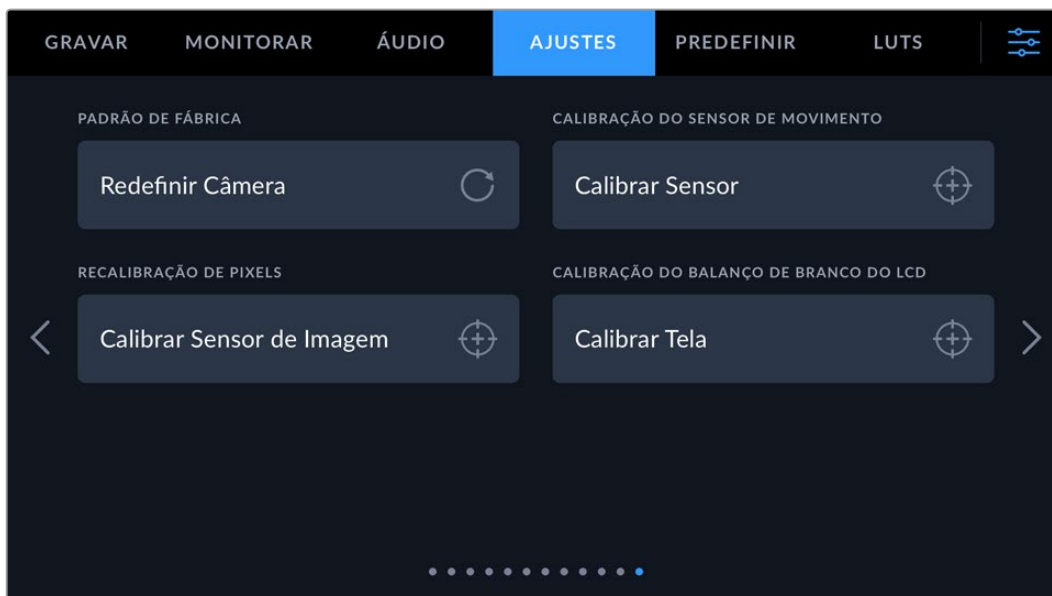 GRAVAR MONITORAR ÁUDIO AJUSTES PREDEFINIR LUTS
PADRÃO DE FÁBRICA CALIBRAÇÃO DO SENSOR DE MOVIMENTO
Redefinir Câmera Calibrar Sensor
RECALIBRAÇÃO DE PIXELS CALIBRAÇÃO DO BALANÇO DE BRANCO DO LCD
Calibrar Sensor de Imagem Calibrar Tela